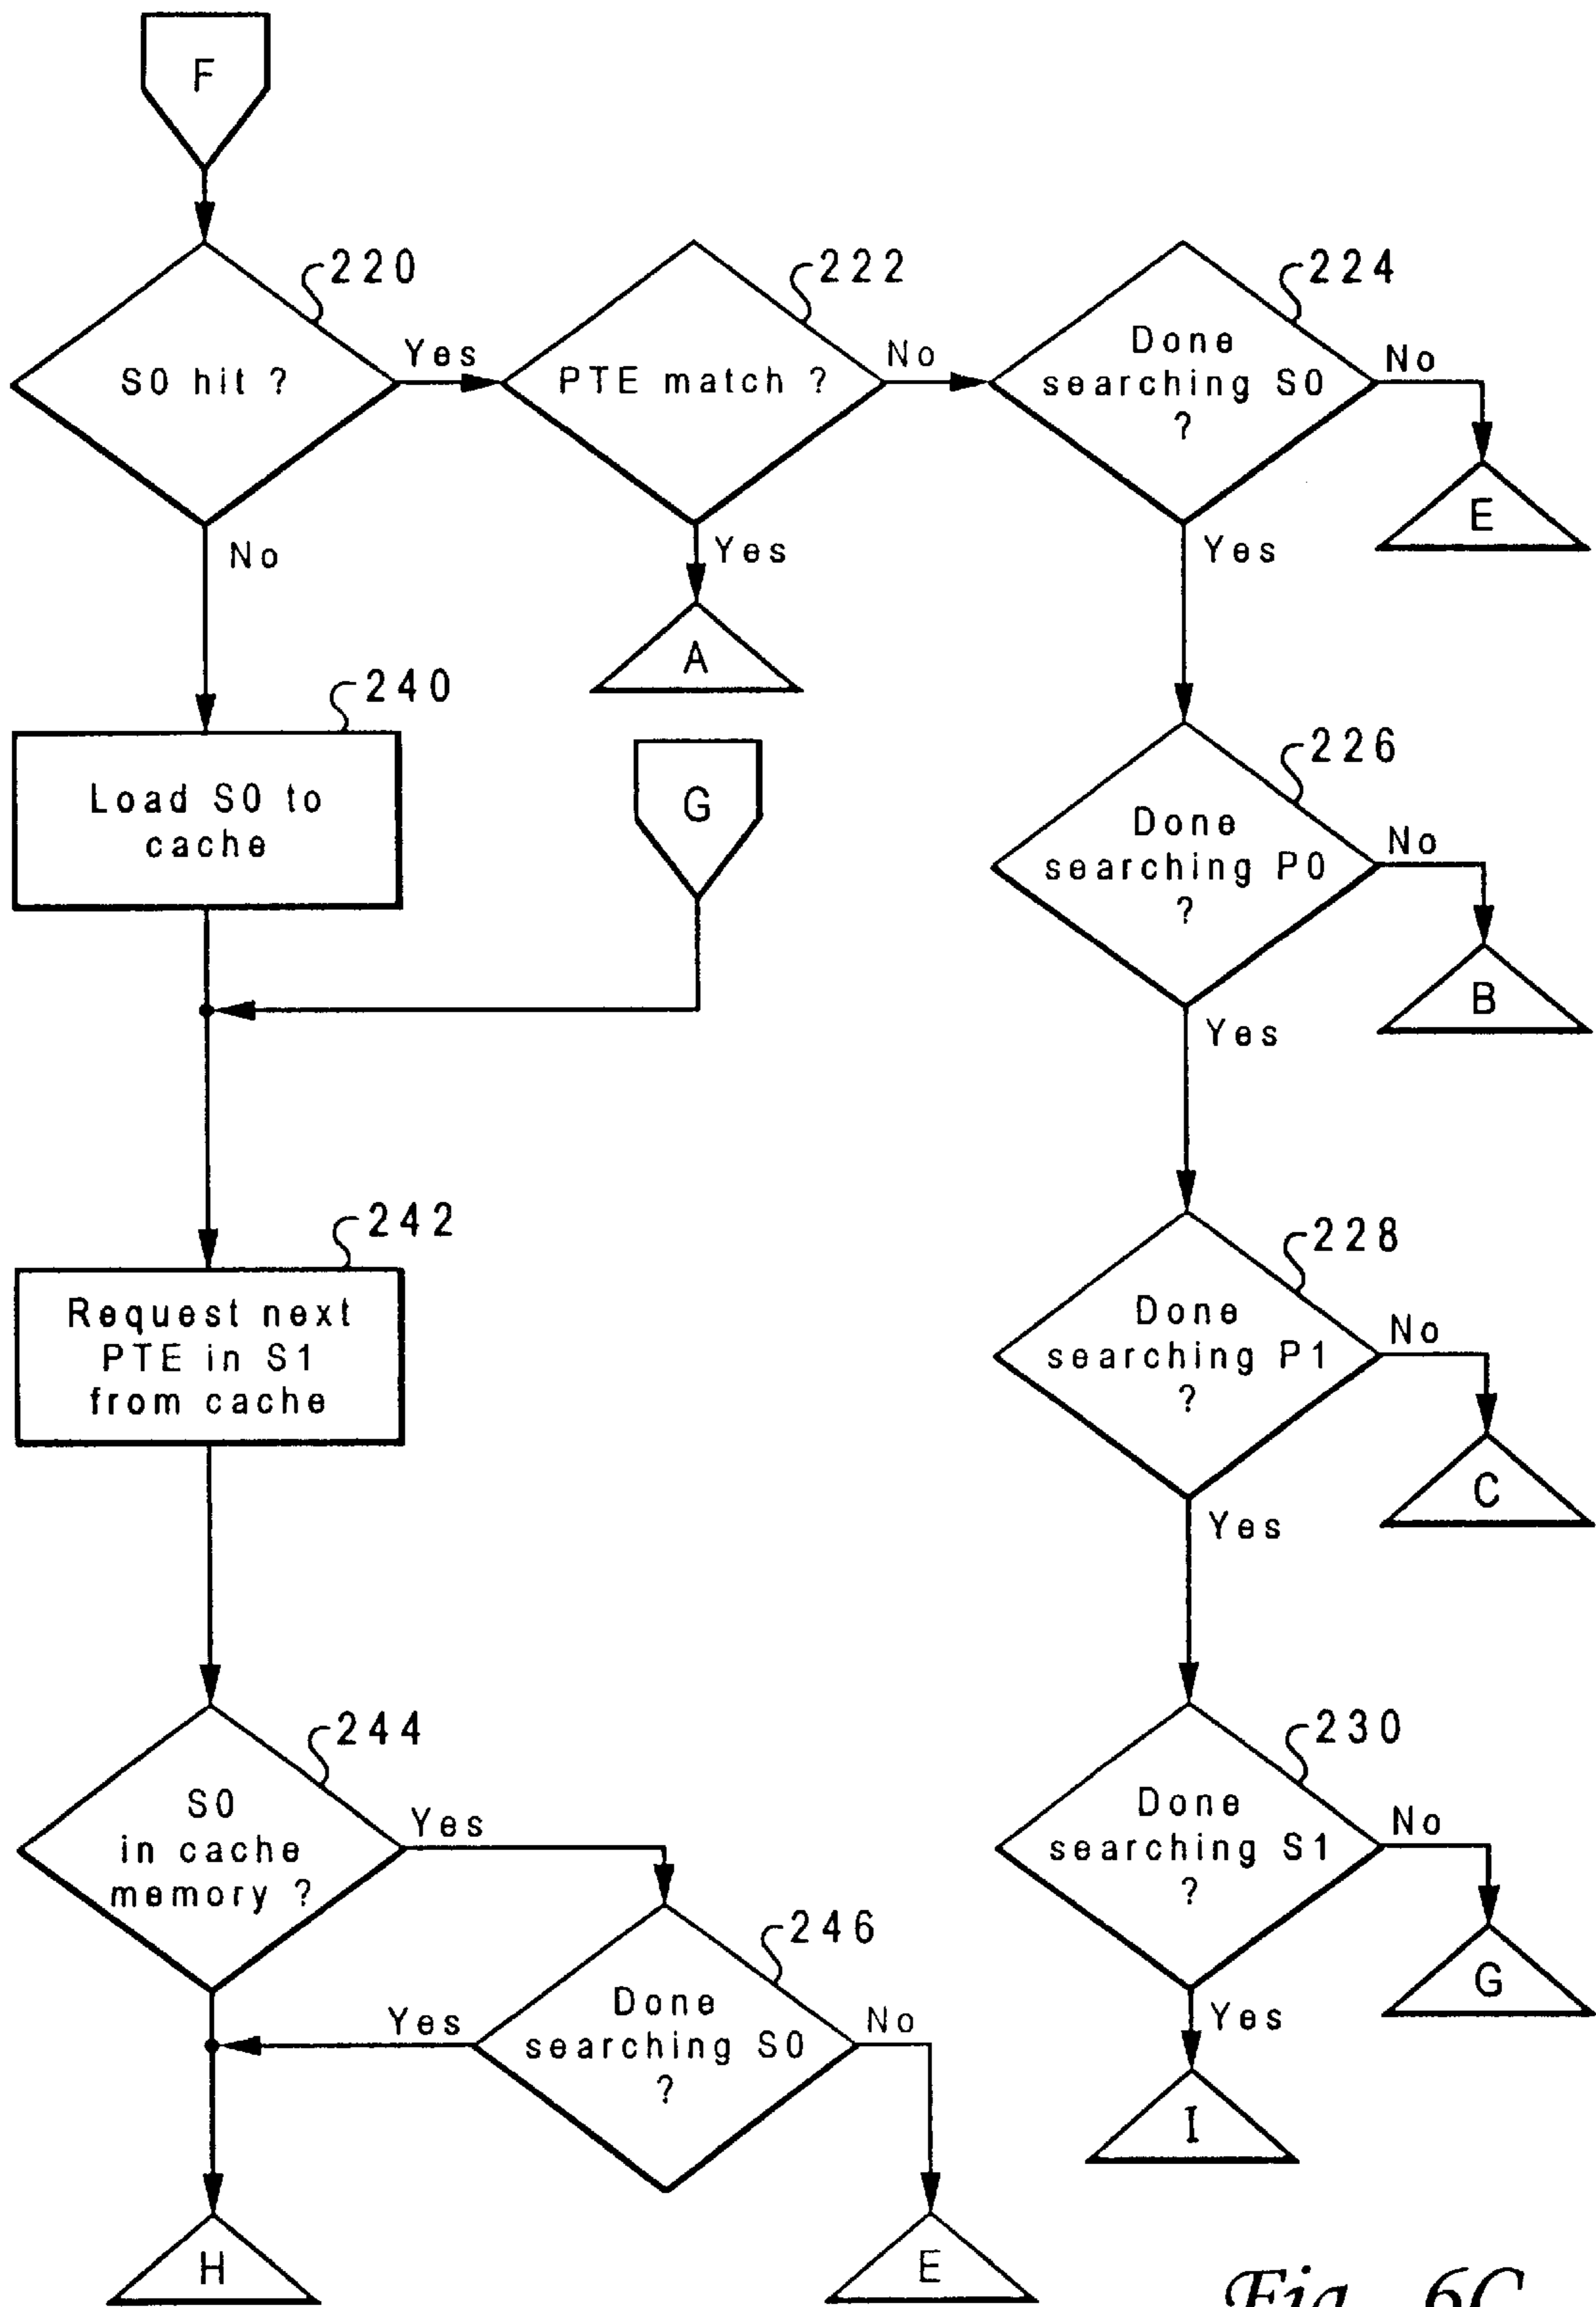 F
220
S0 hit ?
Yes
No
222
PTE match ?
No
Yes
A
224
Done
searching S0
?
No
E
Yes
240
Load S0 to
cache
G
226
Done
searching P0
?
No
B
Yes
242
Request next
PTE in S1
from cache
228
Done
searching P1
?
No
C
Yes
244
S0
in cache
memory ?
Yes
230
Done
searching S1
?
No
G
Yes
I
246
Done
searching S0
?
Yes
No
H
E
Fig. 6C